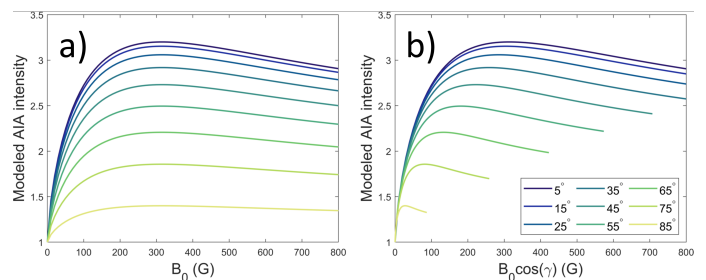 a)
Modeled AIA intensity
3.5
3
2.5
2
1.5
1
0 100 200 300 400 500 600 700 800
B₀ (G)
b)
Modeled AIA intensity
3.5
3
2.5
2
1.5
1
0 100 200 300 400 500 600 700 800
B₀cos(γ) (G)
5° 35° 65°
15° 45° 75°
25° 55° 85°